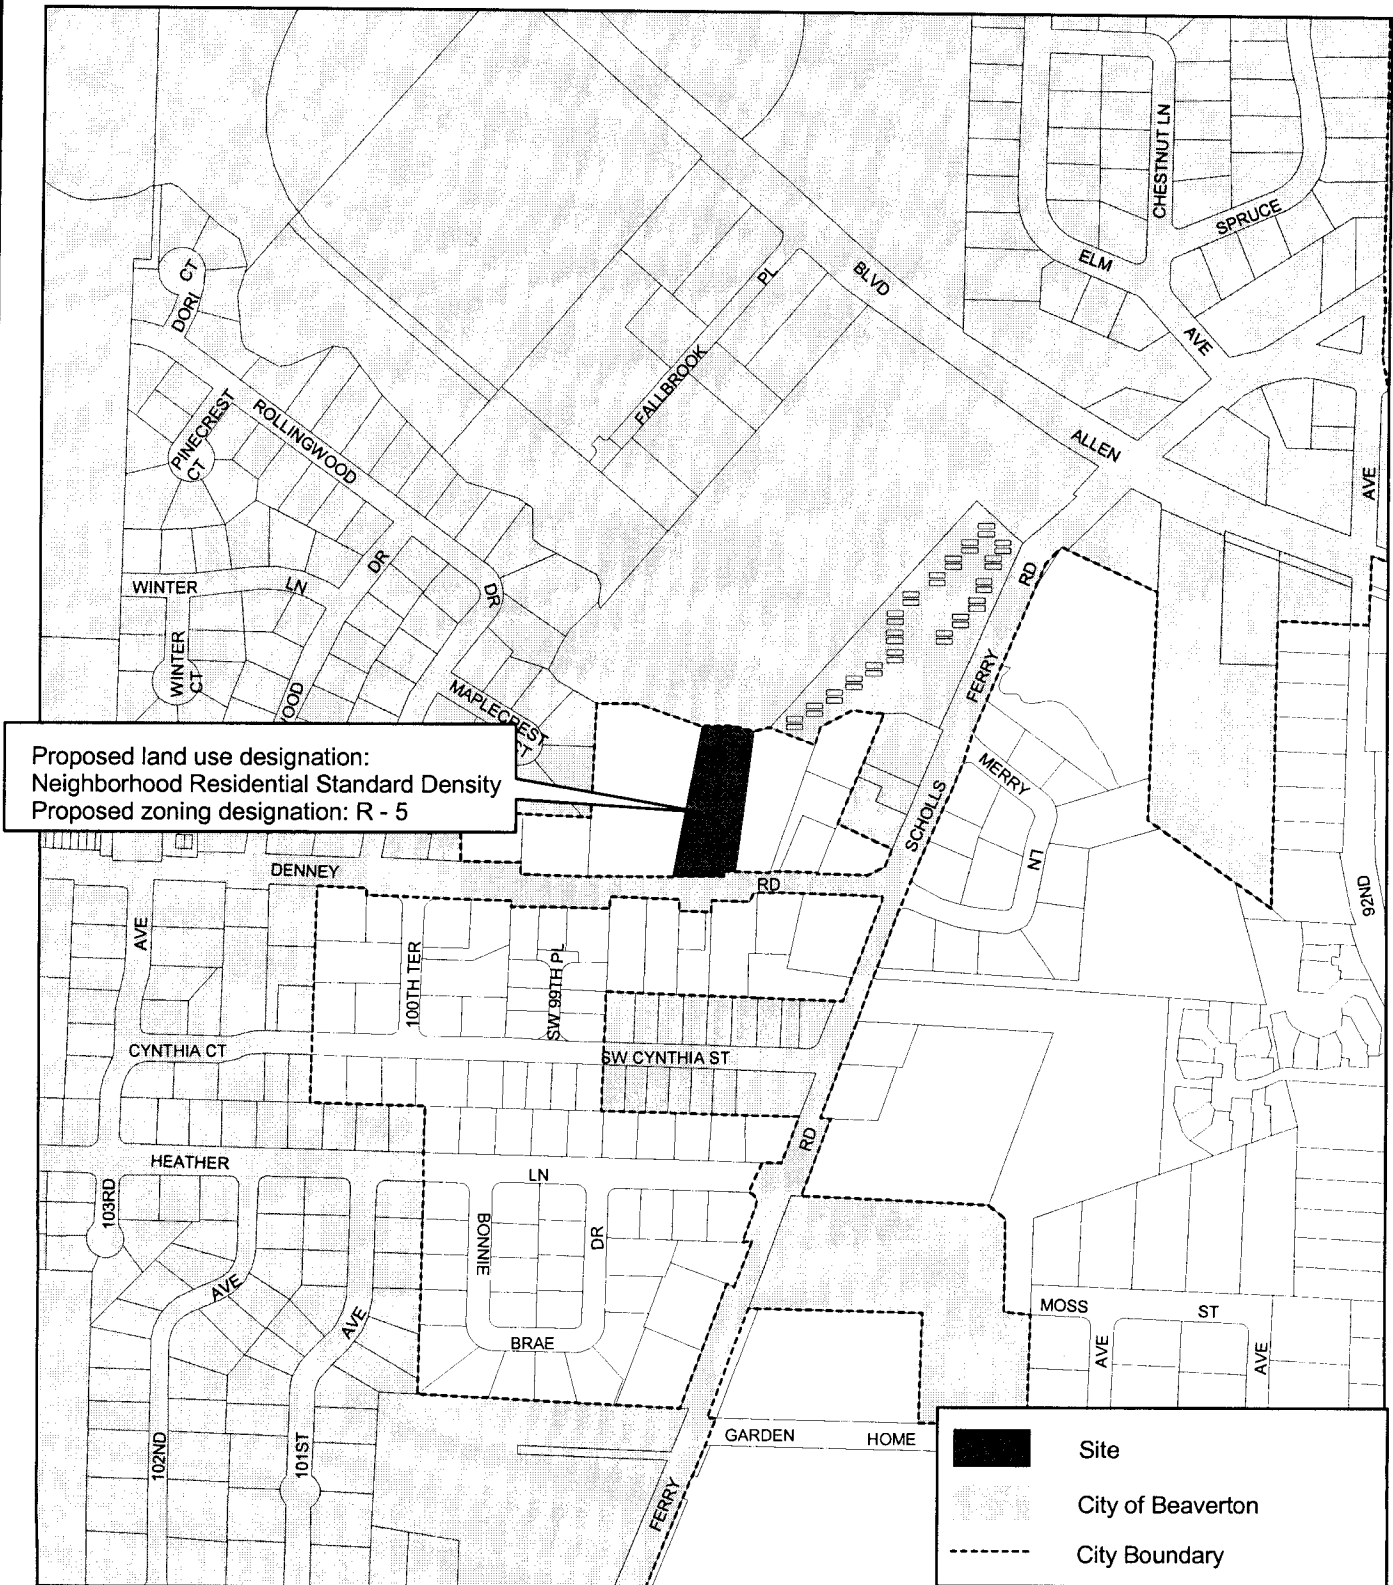 CHESTNUT LN
SPRUCE
ELM
AVE
BLVD
ALLEN
AVE
PL
FALLBROOK
CT
DORI
PINECREST
CT
ROLLINGWOOD
DR
DR
WINTER
LN
WINTER
CT
OOD
MAPLECREST
CT
RD
FERRY
SCHOLLS
MERRY
LN
92ND
Proposed land use designation:
Neighborhood Residential Standard Density
Proposed zoning designation: R - 5
DENNEY
RD
AVE
100TH TER
SW 99TH PL
CYNTHIA CT
SW CYNTHIA ST
RD
HEATHER
LN
103RD
BONNIE
DR
BRAE
AVE
AVE
102ND
101ST
MOSS
ST
AVE
AVE
GARDEN
HOME
FERRY
Site
City of Beaverton
City Boundary